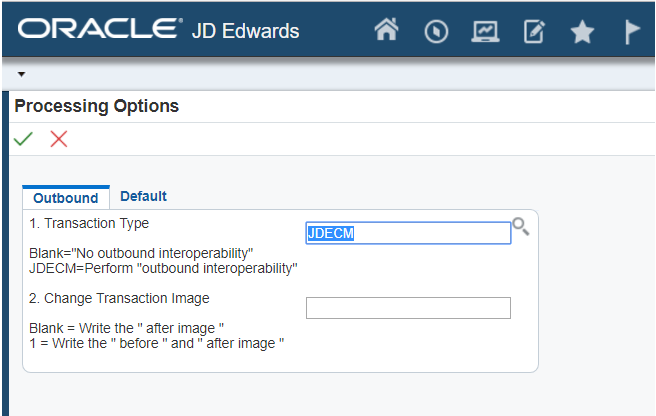 ORACLE® JD Edwards
Processing Options
Outbound Default
1. Transaction Type
JDECM
Blank="No outbound interoperability"
JDECM=Perform "outbound interoperability"
2. Change Transaction Image
Blank = Write the " after image "
1 = Write the " before " and " after image "